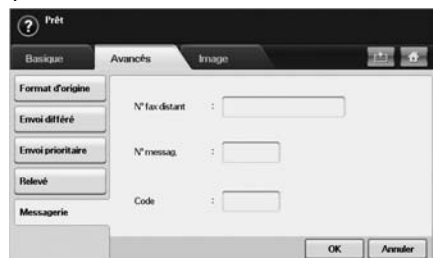 ? Prêt
Basique Avancés Image
Format d'origine
Envoi différé
Envoi prioritaire
Relevé
Messagerie
N° fax distant :
N° messag. :
Code :
OK Annuler